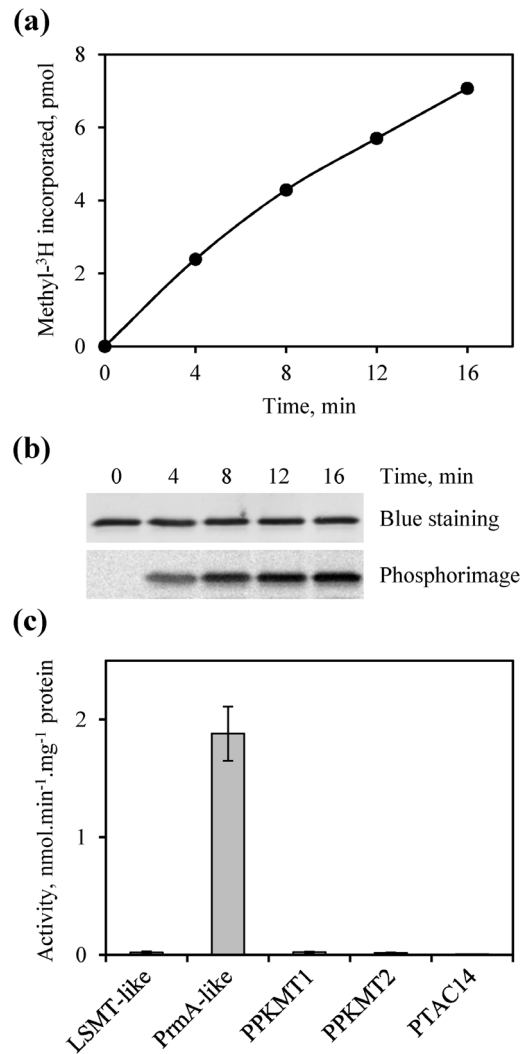 (a)
8
6
4
2
0
Methyl-³H incorporated, pmol
0 4 8 12 16
Time, min
(b)
0 4 8 12 16 Time, min
Blue staining
Phosphorimage
(c)
2
1
0
Activity, nmol.min⁻¹.mg⁻¹ protein
LSMT-like
PrmA-like
PPKMT1
PPKMT2
PTAC14